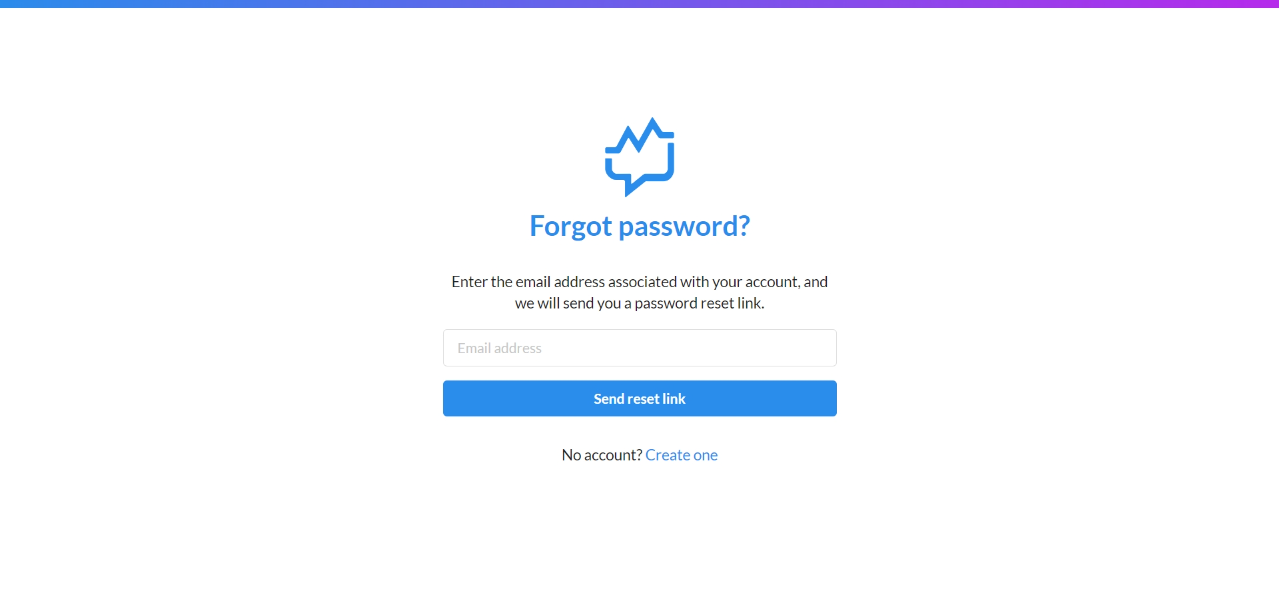 Forgot password?
Enter the email address associated with your account, and
we will send you a password reset link.
Email address
Send reset link
No account? Create one